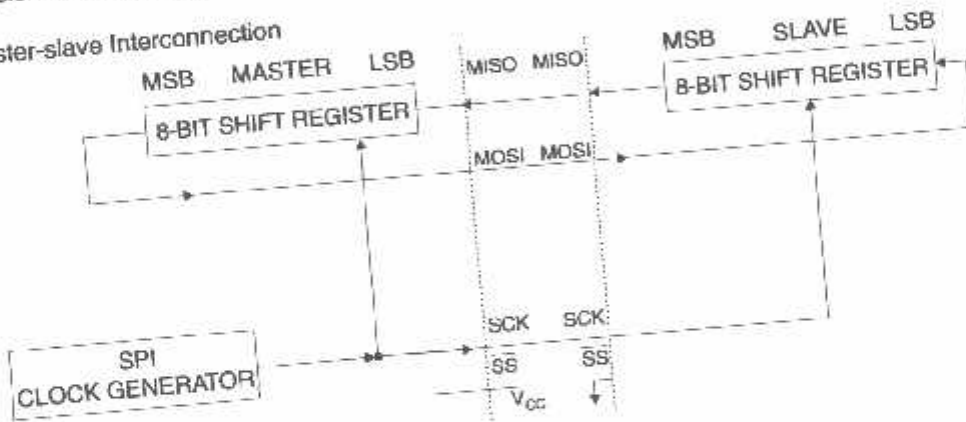 ster-slave Interconnection
MSB MASTER LSB
8-BIT SHIFT REGISTER
MISO MISO
MSB SLAVE LSB
8-BIT SHIFT REGISTER
MOSI MOSI
SCK SCK
SS SS
VCC
SPI
CLOCK GENERATOR